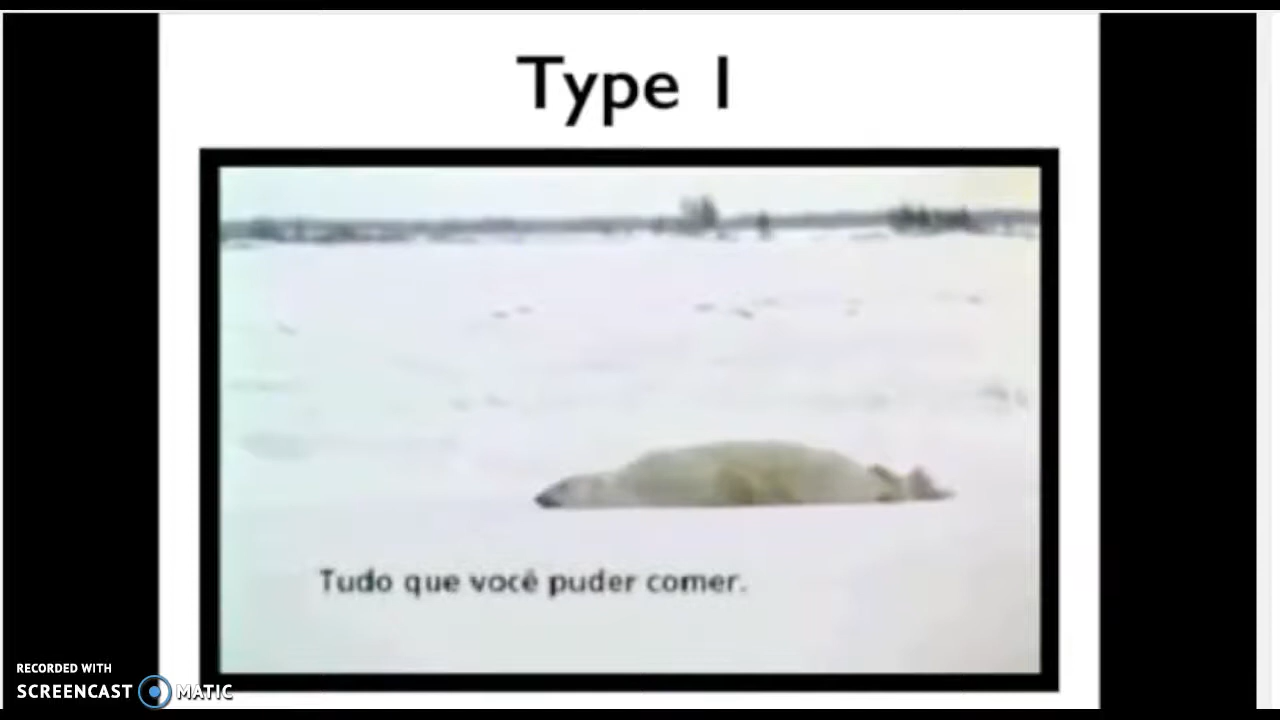 Type 1
Tudo que você puder comer.
RECORDED WITH
SCREENCAST MATIC